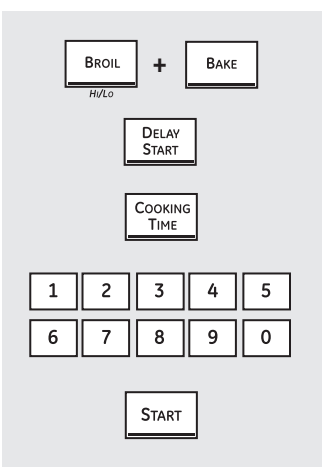 BROIL + BAKE
HI/LO
DELAY
START
COOKING
TIME
1 2 3 4 5
6 7 8 9 0
START